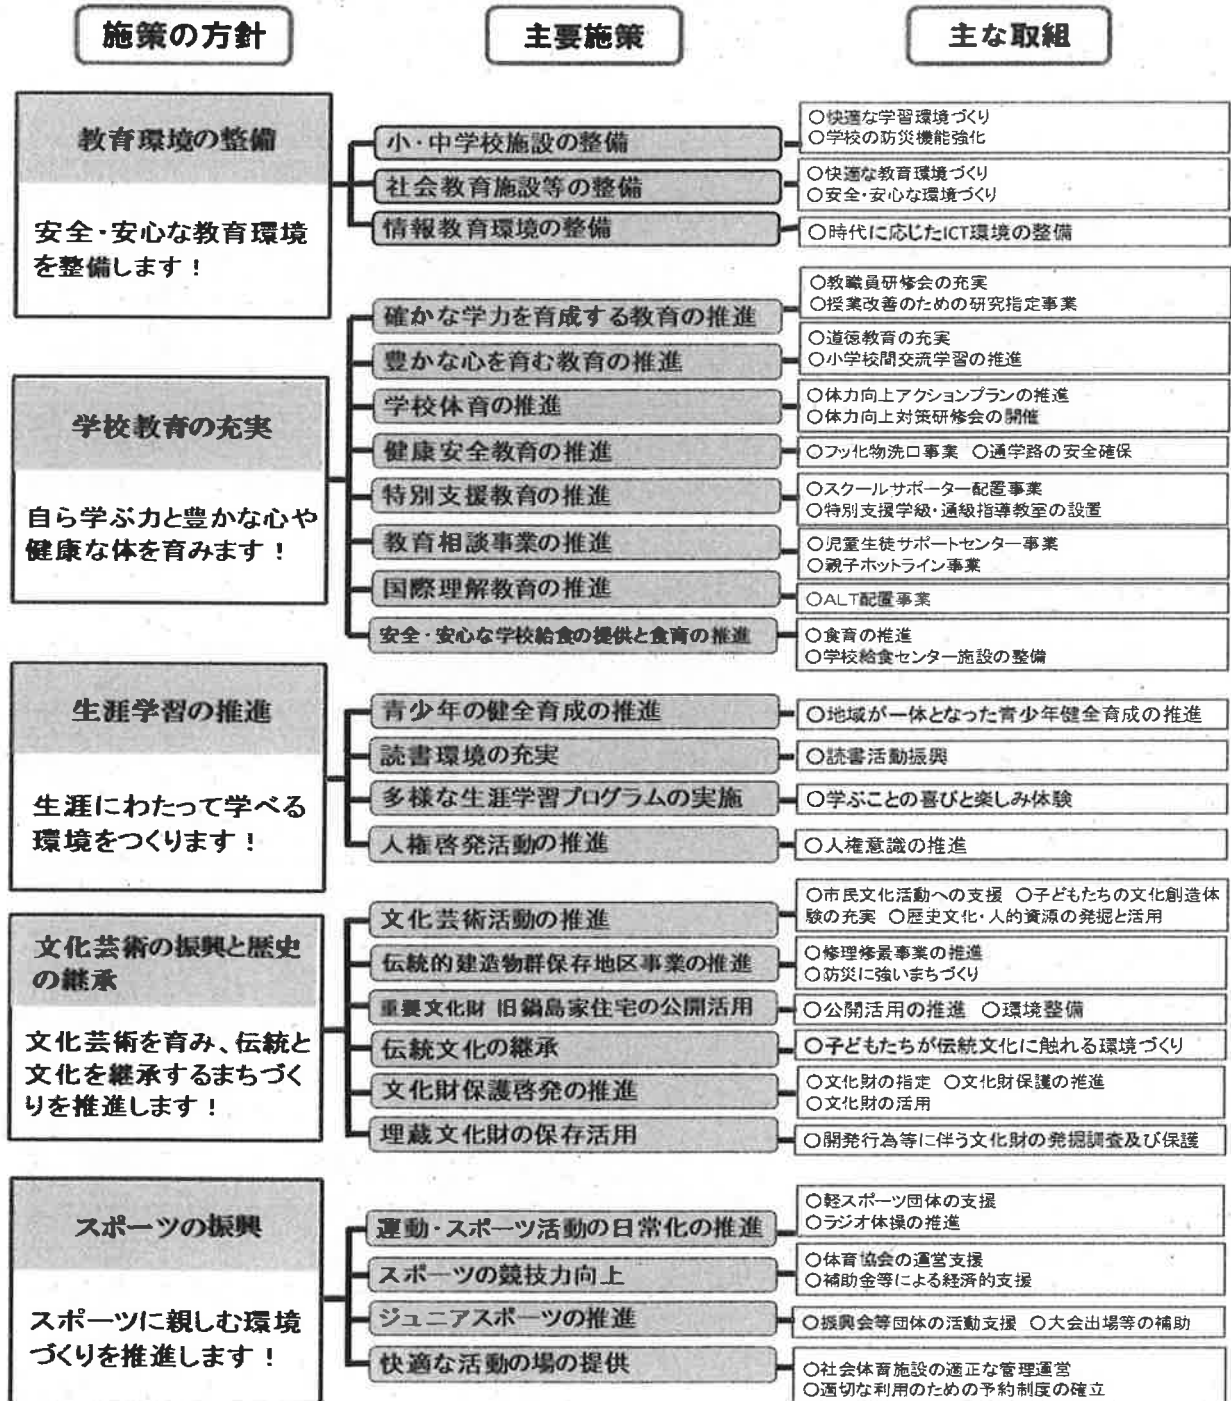 施策の方針
主要施策
主な取組
教育環境の整備
安全・安心な教育環境
を整備します！
小・中学校施設の整備
○快適な学習環境づくり
○学校の防災機能強化
社会教育施設等の整備
○快適な教育環境づくり
○安全・安心な環境づくり
情報教育環境の整備
○時代に応じたICT環境の整備
学校教育の充実
自ら学ぶ力と豊かな心や
健康な体を育みます！
確かな学力を育成する教育の推進
○教職員研修会の充実
○授業改善のための研究指定事業
豊かな心を育む教育の推進
○道徳教育の充実
○小学校間交流学習の推進
学校体育の推進
○体力向上アクションプランの推進
○体力向上対策研修会の開催
健康安全教育の推進
○フッ化物洗口事業 ○通学路の安全確保
特別支援教育の推進
○スクールサポーター配置事業
○特別支援学級・通級指導教室の設置
教育相談事業の推進
○児童生徒サポートセンター事業
○親子ホットライン事業
国際理解教育の推進
○ALT配置事業
安全・安心な学校給食の提供と食育の推進
○食育の推進
○学校給食センター施設の整備
生涯学習の推進
生涯にわたって学べる
環境をつくります！
青少年の健全育成の推進
○地域が一体となった青少年健全育成の推進
読書環境の充実
○読書活動振興
多様な生涯学習プログラムの実施
○学ぶことの喜びと楽しみ体験
人権啓発活動の推進
○人権意識の推進
文化芸術の振興と歴史
の継承
文化芸術を育み、伝統と
文化を継承するまちづく
りを推進します！
文化芸術活動の推進
○市民文化活動への支援 ○子どもたちの文化創造体
験の充実 ○歴史文化・人的資源の発掘と活用
伝統的建造物群保存地区事業の推進
○修理修景事業の推進
○防災に強いまちづくり
重要文化財 旧鍋島家住宅の公開活用
○公開活用の推進 ○環境整備
伝統文化の継承
○子どもたちが伝統文化に触れる環境づくり
文化財保護啓発の推進
○文化財の指定 ○文化財保護の推進
○文化財の活用
埋蔵文化財の保存活用
○開発行為等に伴う文化財の発掘調査及び保護
スポーツの振興
スポーツに親しむ環境
づくりを推進します！
運動・スポーツ活動の日常化の推進
○軽スポーツ団体の支援
○ラジオ体操の推進
スポーツの競技力向上
○体育協会の運営支援
○補助金等による経済的支援
ジュニアスポーツの推進
○振興会等団体の活動支援 ○大会出場等の補助
快適な活動の場の提供
○社会体育施設の適正な管理運営
○適切な利用のための予約制度の確立